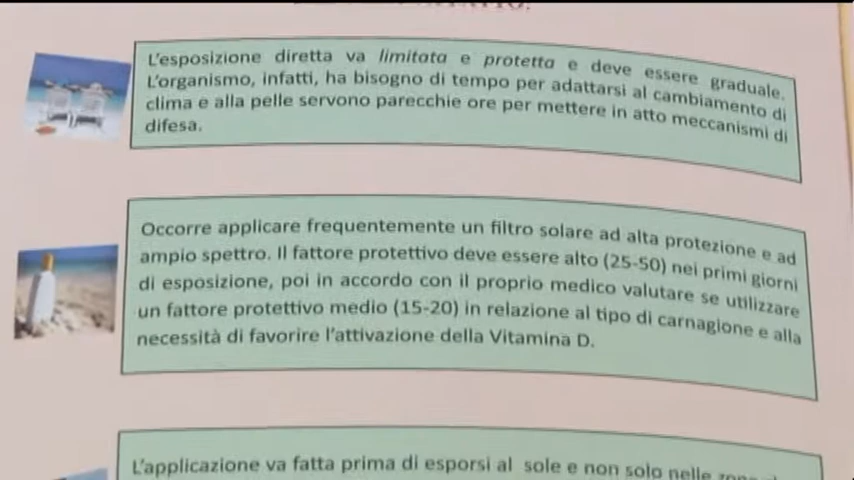 L'esposizione diretta va limitata e protetta e deve essere graduale.
L'organismo, infatti, ha bisogno di tempo per adattarsi al cambiamento di
clima e alla pelle servono parecchie ore per mettere in atto meccanismi di
difesa.
Occorre applicare frequentemente un filtro solare ad alta protezione e ad
ampio spettro. Il fattore protettivo deve essere alto (25-50) nei primi giorni
di esposizione, poi in accordo con il proprio medico valutare se utilizzare
un fattore protettivo medio (15-20) in relazione al tipo di carnagione e alla
necessità di favorire l'attivazione della Vitamina D.
L'applicazione va fatta prima di esporsi al sole e non solo nelle